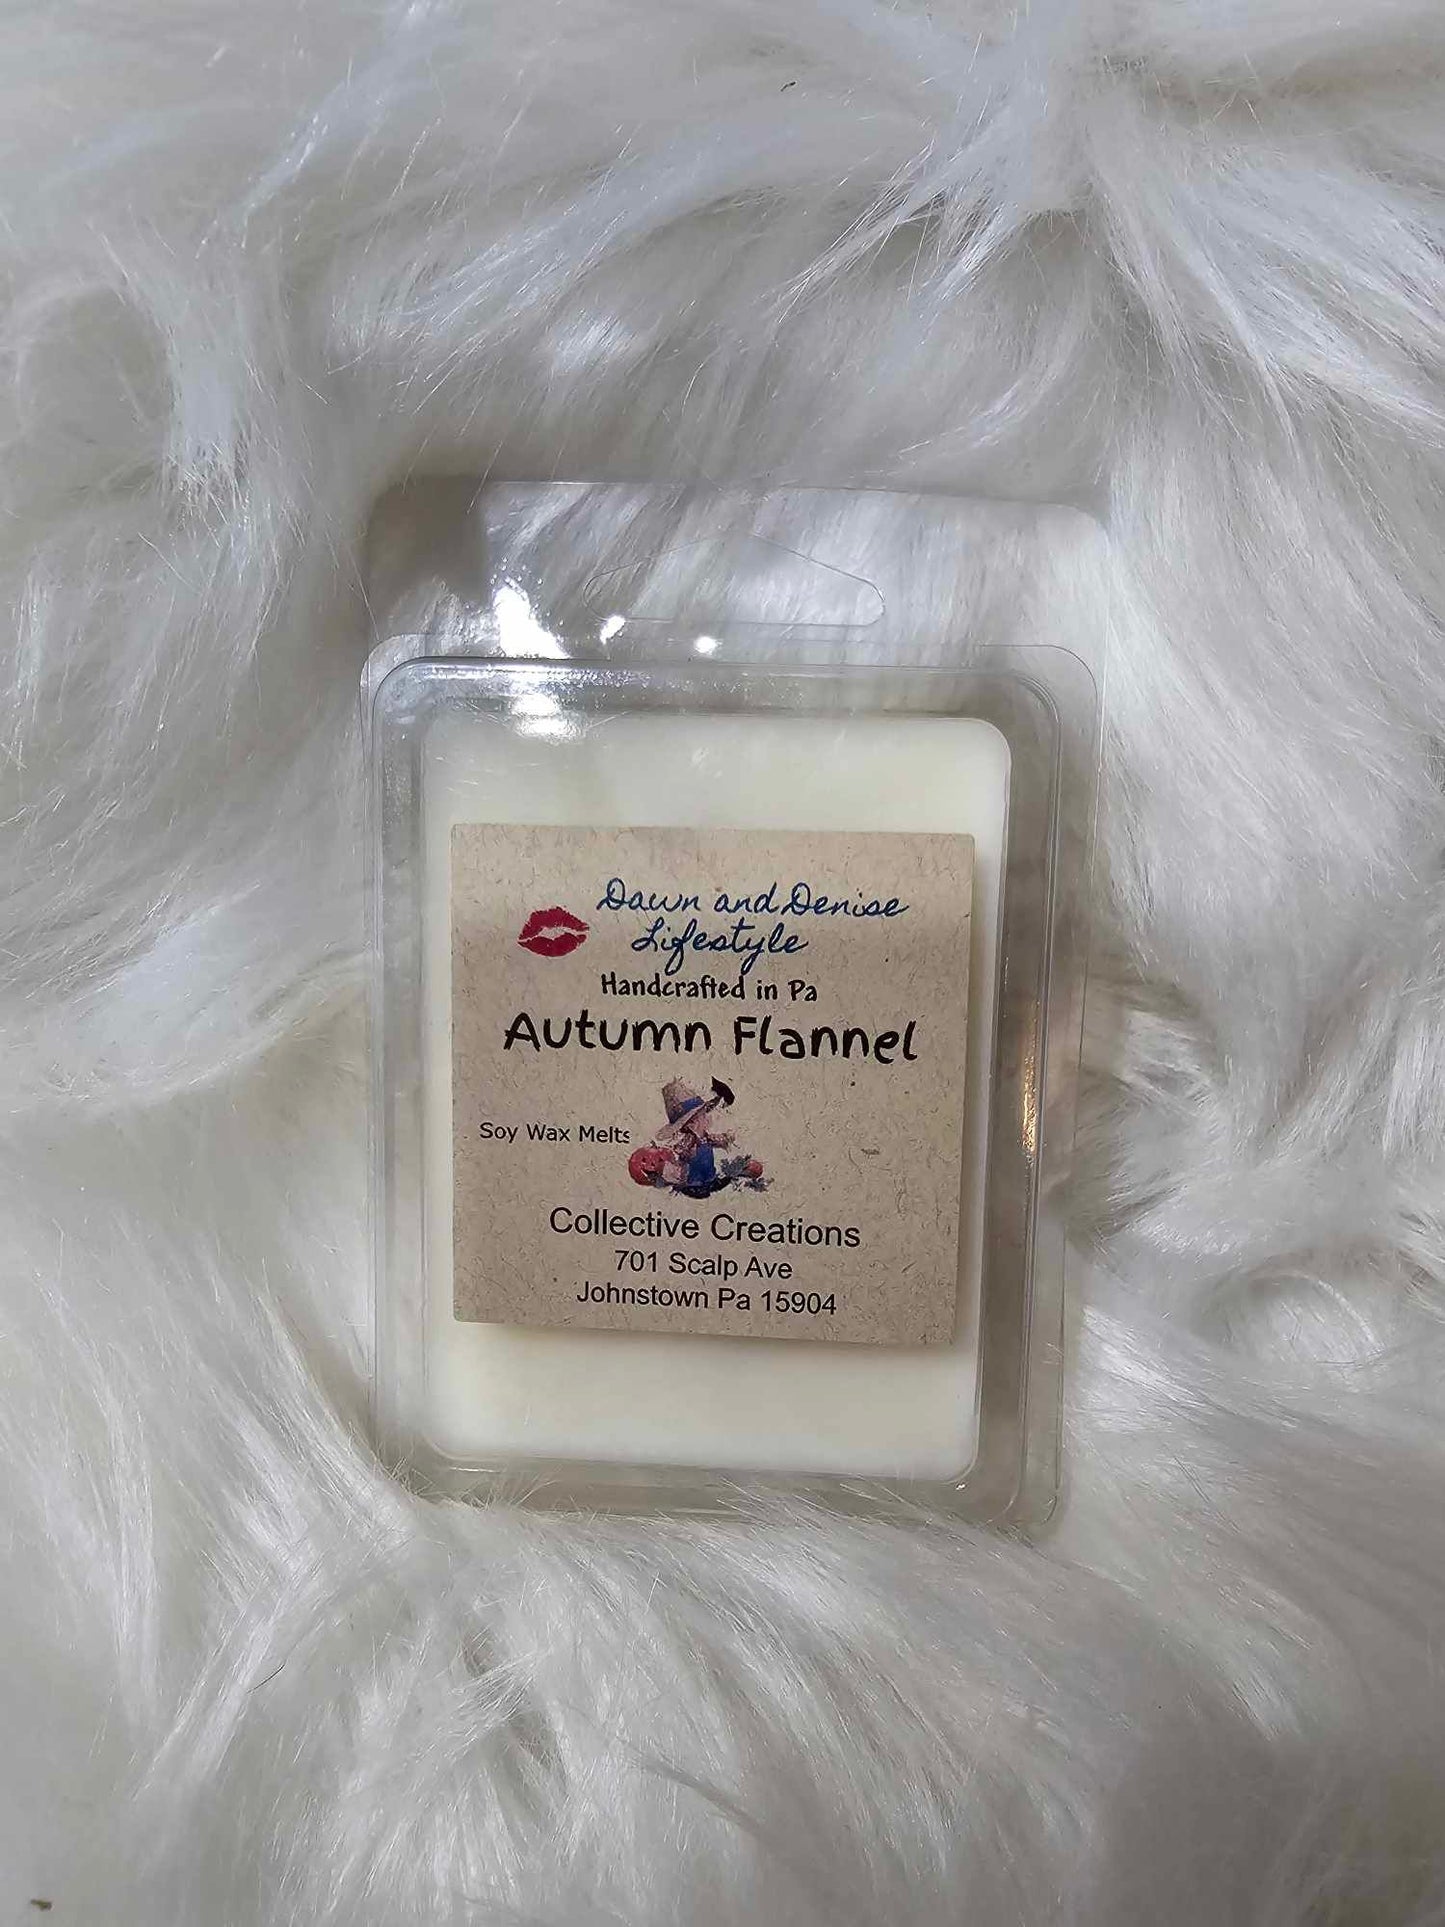 Dawn and Denise
Lifestyle
Handcrafted in Pa
Autumn Flannel
Soy Wax Melts
Collective Creations
701 Scalp Ave
Johnstown Pa 15904